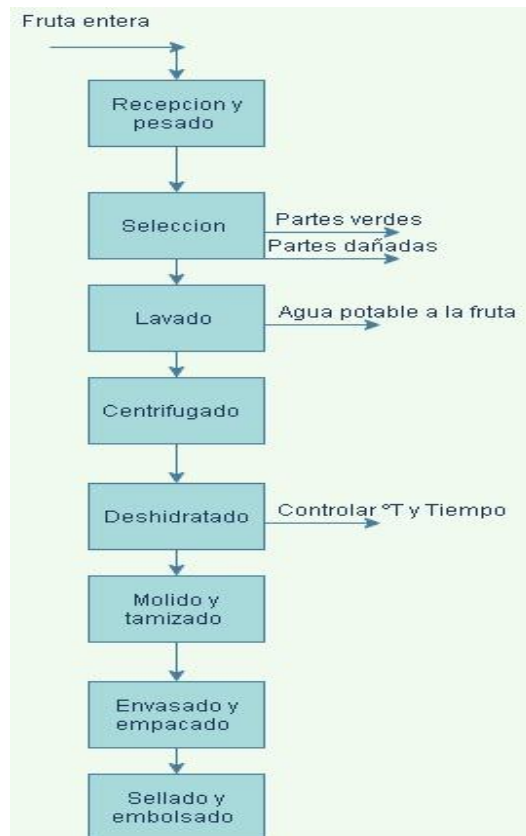 Fruta entera
Recepcion y
pesado
Seleccion
Partes verdes
Partes dañadas
Lavado
Agua potable a la fruta
Centrifugado
Deshidratado
Controlar ºT y Tiempo
Molido y
tamizado
Envasado y
empacado
Sellado y
embolsado